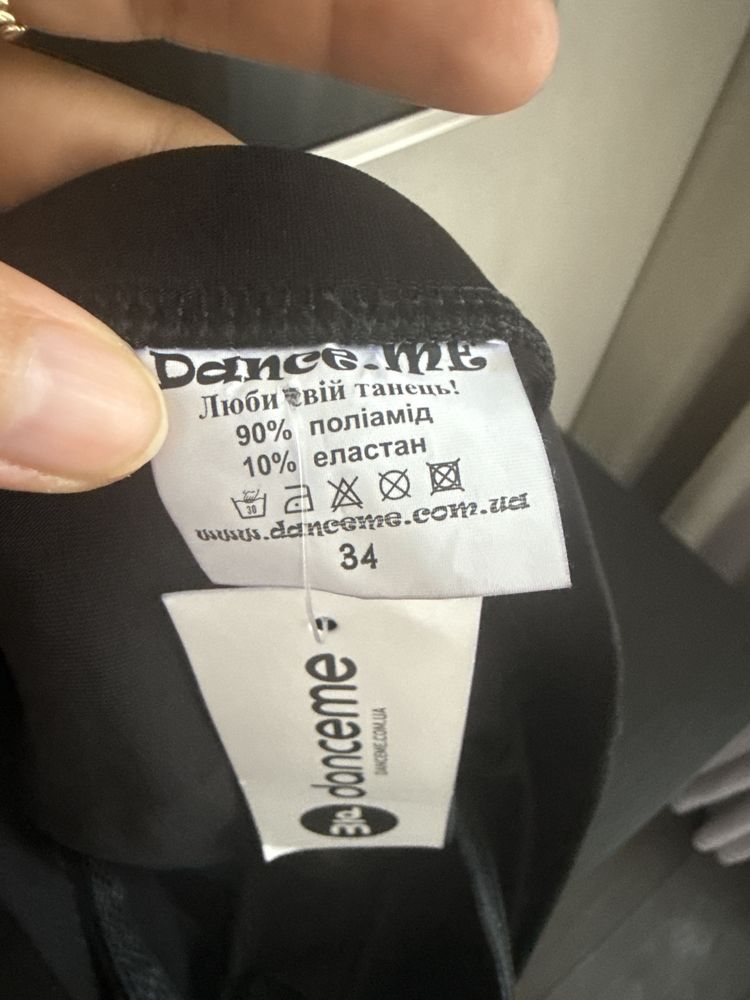 Dance.ME
Люби свій танець!
90% поліамід
10% еластан
30
www.danceme.com.ua
34
danceme
DANCEME.COM.UA